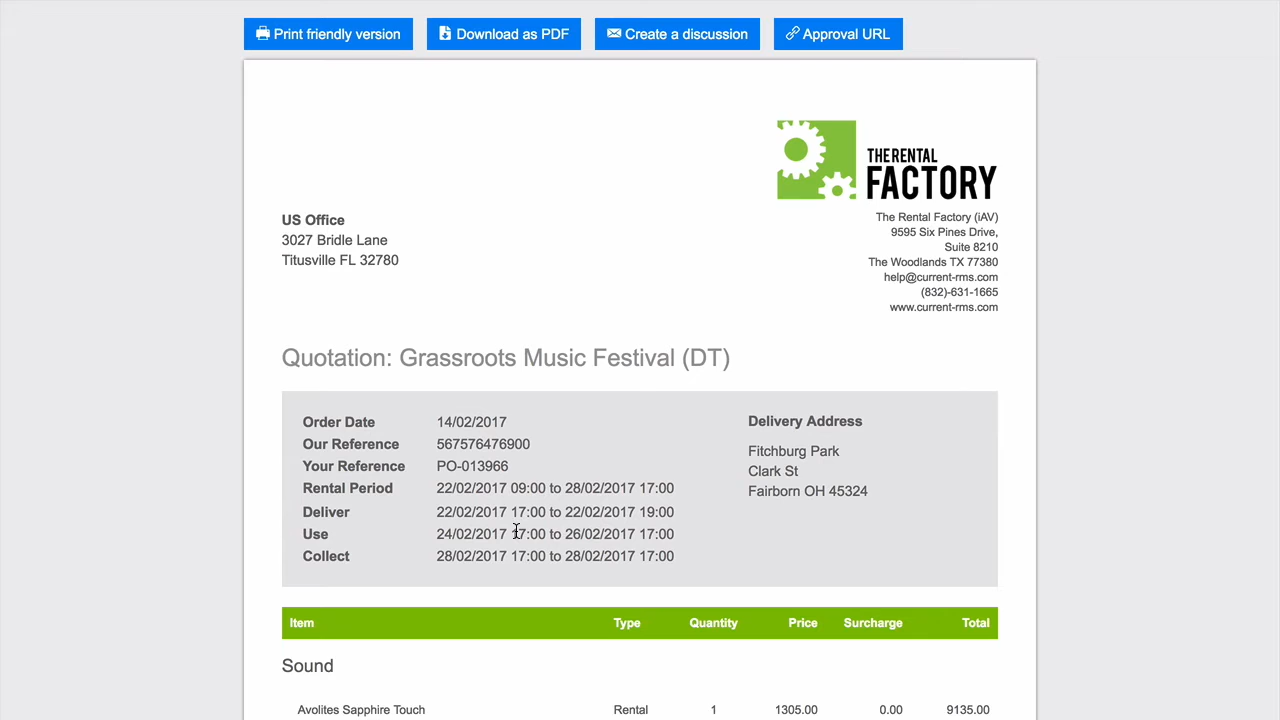 Print friendly version Download as PDF Create a discussion Approval URL
THE RENTAL
FACTORY
The Rental Factory (iAV)
9595 Six Pines Drive,
Suite 8210
The Woodlands TX 77380
help@current-rms.com
(832)-631-1665
www.current-rms.com
US Office
3027 Bridle Lane
Titusville FL 32780
Quotation: Grassroots Music Festival (DT)
Order Date 14/02/2017
Our Reference 567576476900
Your Reference PO-013966
Rental Period 22/02/2017 09:00 to 28/02/2017 17:00
Deliver 22/02/2017 17:00 to 22/02/2017 19:00
Use 24/02/2017 17:00 to 26/02/2017 17:00
Collect 28/02/2017 17:00 to 28/02/2017 17:00
Delivery Address
Fitchburg Park
Clark St
Fairborn OH 45324
Item Type Quantity Price Surcharge Total
Sound
Avolites Sapphire Touch Rental 1 1305.00 0.00 9135.00